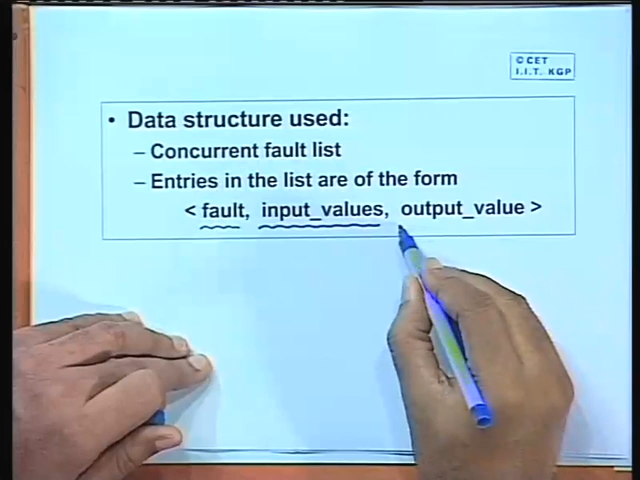 © CET
I.I.T. KGP
• Data structure used:
– Concurrent fault list
– Entries in the list are of the form
< fault, input_values, output_value >